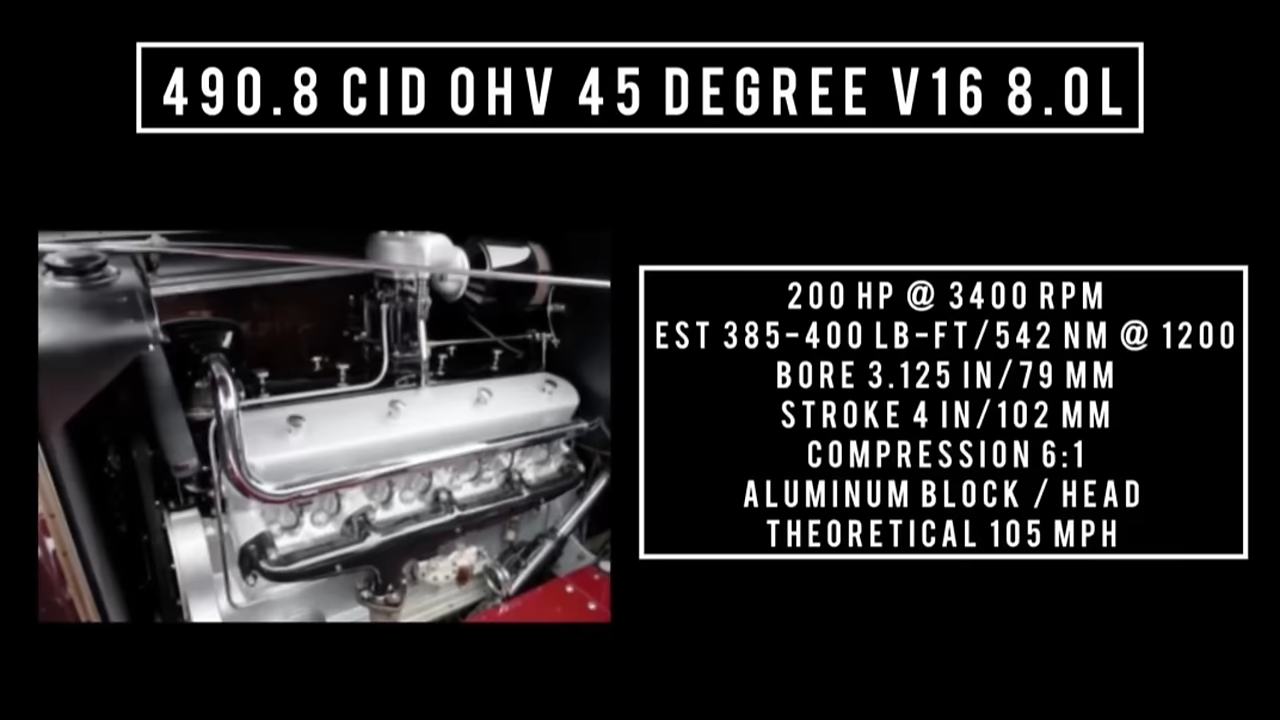 490.8 CID OHV 45 DEGREE V16 8.0L
200 HP @ 3400 RPM
EST 385-400 LB-FT/542 NM @ 1200
BORE 3.125 IN/79 MM
STROKE 4 IN/102 MM
COMPRESSION 6:1
ALUMINUM BLOCK / HEAD
THEORETICAL 105 MPH